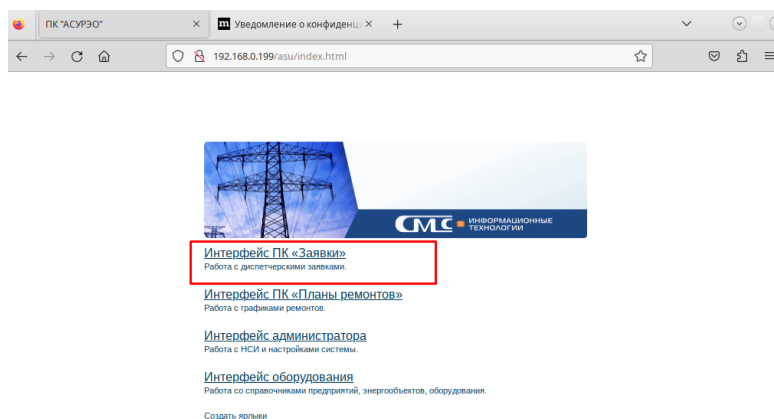 ПК "АСУРЭО"
Уведомление о конфиденц
192.168.0.199/asu/index.html
СМС ИНФОРМАЦИОННЫЕ
ТЕХНОЛОГИИ
Интерфейс ПК «Заявки»
Работа с диспетчерскими заявками.
Интерфейс ПК «Планы ремонтов»
Работа с графиками ремонтов.
Интерфейс администратора
Работа с НСИ и настройками системы.
Интерфейс оборудования
Работа со справочниками предприятий, энергообъектов, оборудования.
Создать ярлыки